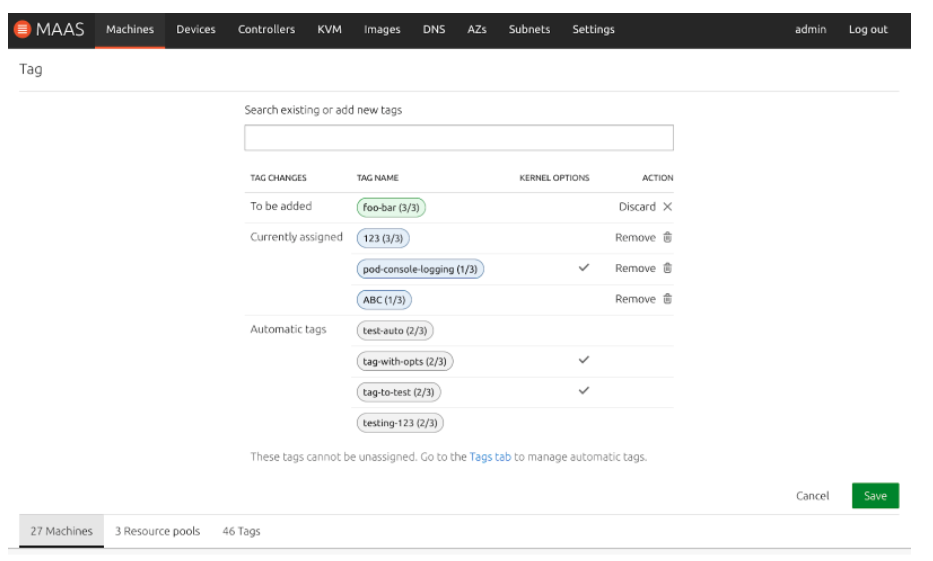 MAAS Machines Devices Controllers KVM Images DNS AZs Subnets Settings admin Log out
Tag
Search existing or add new tags
TAG CHANGES TAG NAME KERNEL OPTIONS ACTION
To be added foo-bar (3/3) Discard
Currently assigned 123 (3/3) Remove
pod-console-logging (1/3) Remove
ABC (1/3) Remove
Automatic tags test-auto (2/3)
tag-with-opts (2/3)
tag-to-test (2/3)
testing-123 (2/3)
These tags cannot be unassigned. Go to the Tags tab to manage automatic tags.
Cancel Save
27 Machines 3 Resource pools 46 Tags